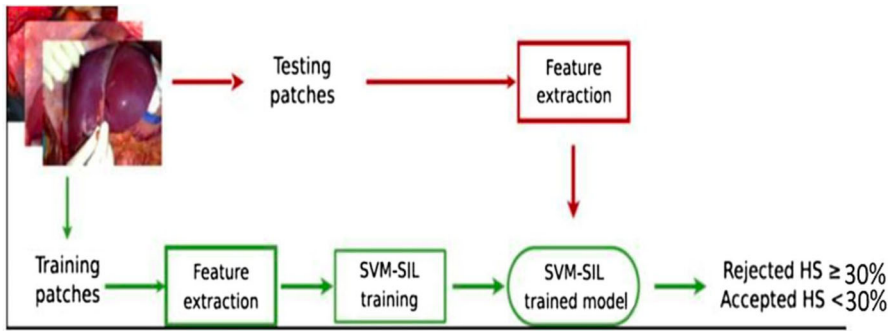 Testing
patches
Feature
extraction
Training
patches
Feature
extraction
SVM-SIL
training
SVM-SIL
trained model
Rejected HS ≥30%
Accepted HS <30%